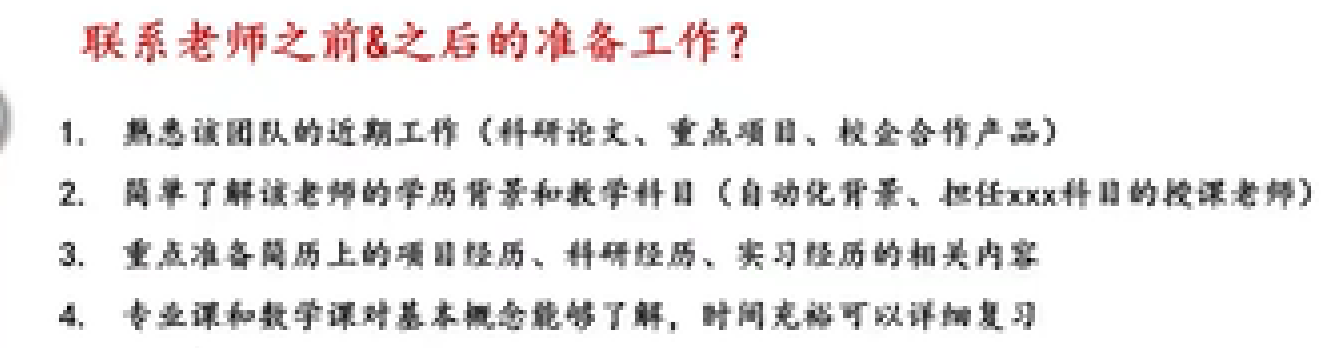 联系老师之前&之后的准备工作?
1. 熟悉该团队的近期工作（科研论文、重点项目、校企合作产品）
2. 简单了解该老师的学历背景和教学科目（自动化背景、担任xxx科目的授课老师）
3. 重点准备简历上的项目经历、科研经历、实习经历的相关内容
4. 专业课和数学课对基本概念能够了解，时间充裕可以详细复习